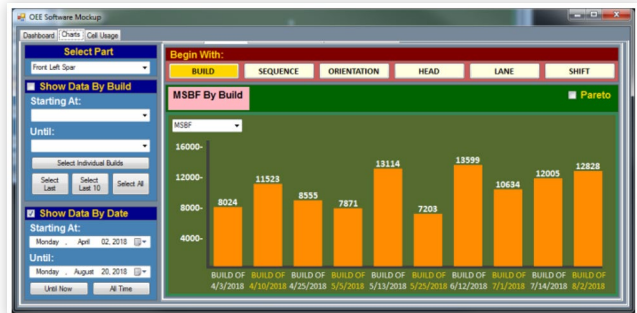 OEE Software Mockup
Dashboard Charts Cell Usage
Select Part
Front Left Spar
Show Data By Build
Starting At:
Until:
Select Individual Builds
Select Last
Select Last 10
Select All
Show Data By Date
Starting At:
Monday , April 02, 2018
Until:
Monday , August 20, 2018
Until Now All Time
Begin With:
BUILD SEQUENCE ORIENTATION HEAD LANE SHIFT
MSBF By Build
Pareto
MSBF
16000-
12000-
8000-
4000-
8024 11523 8555 7871 13114 7203 13599 10634 12005 12828
BUILD OF BUILD OF BUILD OF BUILD OF BUILD OF BUILD OF BUILD OF BUILD OF BUILD OF BUILD OF
4/3/2018 4/10/2018 4/25/2018 5/5/2018 5/13/2018 5/25/2018 6/12/2018 7/1/2018 7/14/2018 8/2/2018